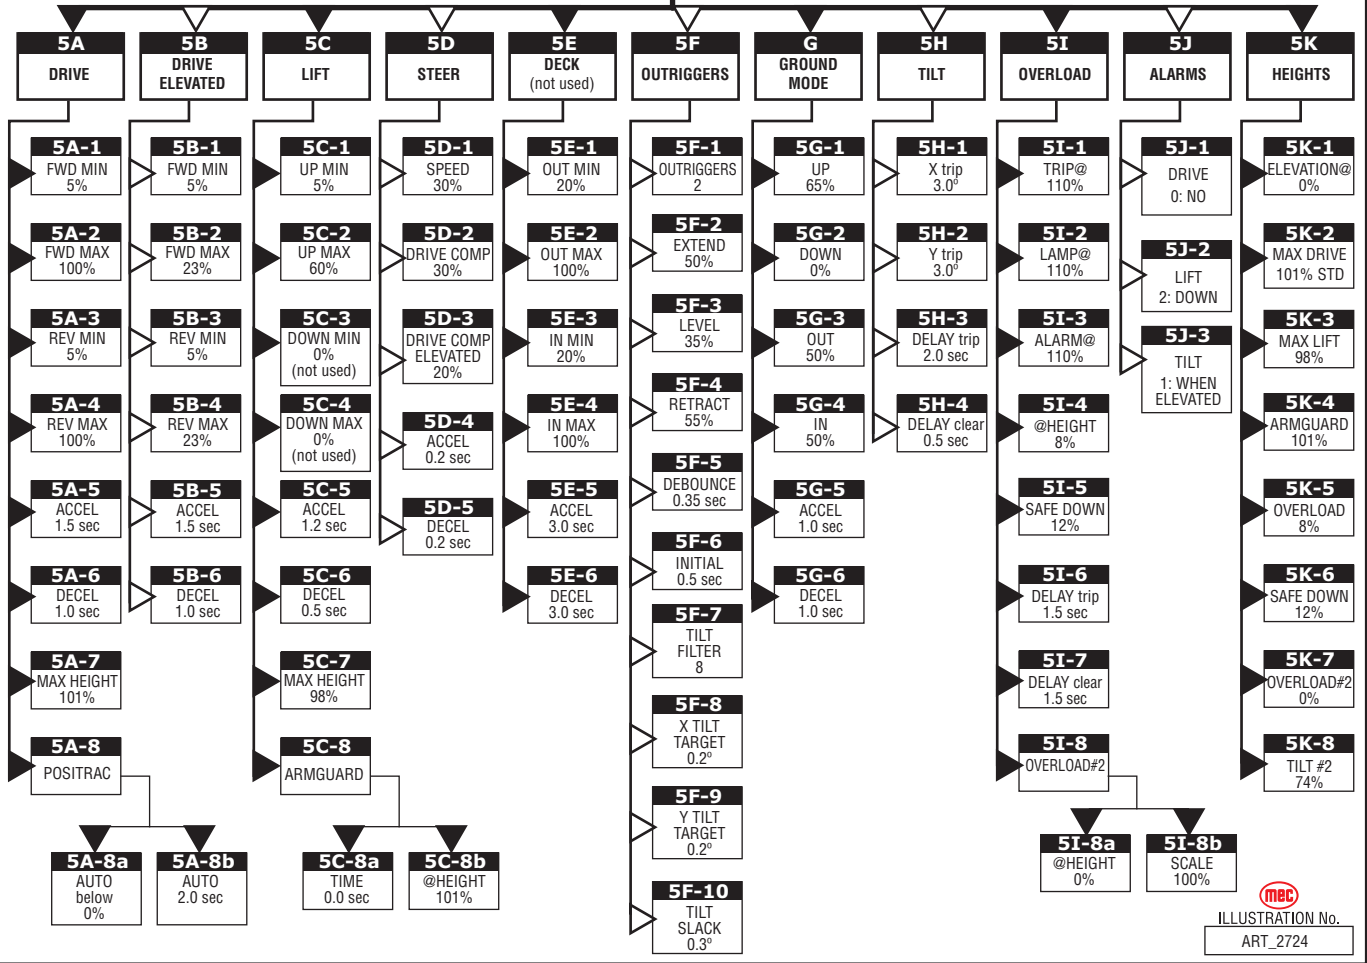 5A
DRIVE
5B
DRIVE
ELEVATED
5C
LIFT
5D
STEER
5E
DECK
(not used)
5F
OUTRIGGERS
G
GROUND
MODE
5H
TILT
5I
OVERLOAD
5J
ALARMS
5K
HEIGHTS
5A-1
FWD MIN
5%
5A-2
FWD MAX
100%
5A-3
REV MIN
5%
5A-4
REV MAX
100%
5A-5
ACCEL
1.5 sec
5A-6
DECEL
1.0 sec
5A-7
MAX HEIGHT
101%
5A-8
POSITRAC
5A-8a
AUTO
below
0%
5A-8b
AUTO
2.0 sec
5B-1
FWD MIN
5%
5B-2
FWD MAX
23%
5B-3
REV MIN
5%
5B-4
REV MAX
23%
5B-5
ACCEL
1.5 sec
5B-6
DECEL
1.0 sec
5C-1
UP MIN
5%
5C-2
UP MAX
60%
5C-3
DOWN MIN
0%
(not used)
5C-4
DOWN MAX
0%
(not used)
5C-5
ACCEL
1.2 sec
5C-6
DECEL
0.5 sec
5C-7
MAX HEIGHT
98%
5C-8
ARMGUARD
5C-8a
TIME
0.0 sec
5C-8b
@HEIGHT
101%
5D-1
SPEED
30%
5D-2
DRIVE COMP
30%
5D-3
DRIVE COMP
ELEVATED
20%
5D-4
ACCEL
0.2 sec
5D-5
DECEL
0.2 sec
5E-1
OUT MIN
20%
5E-2
OUT MAX
100%
5E-3
IN MIN
20%
5E-4
IN MAX
100%
5E-5
ACCEL
3.0 sec
5E-6
DECEL
3.0 sec
5F-1
OUTRIGGERS
2
5F-2
EXTEND
50%
5F-3
LEVEL
35%
5F-4
RETRACT
55%
5F-5
DEBOUNCE
0.35 sec
5F-6
INITIAL
0.5 sec
5F-7
TILT
FILTER
8
5F-8
X TILT
TARGET
0.2º
5F-9
Y TILT
TARGET
0.2º
5F-10
TILT
SLACK
0.3º
5G-1
UP
65%
5G-2
DOWN
0%
5G-3
OUT
50%
5G-4
IN
50%
5G-5
ACCEL
1.0 sec
5G-6
DECEL
1.0 sec
5H-1
X trip
3.0º
5H-2
Y trip
3.0º
5H-3
DELAY trip
2.0 sec
5H-4
DELAY clear
0.5 sec
5I-1
TRIP@
110%
5I-2
LAMP@
110%
5I-3
ALARM@
110%
5I-4
@HEIGHT
8%
5I-5
SAFE DOWN
12%
5I-6
DELAY trip
1.5 sec
5I-7
DELAY clear
1.5 sec
5I-8
OVERLOAD#2
5I-8a
@HEIGHT
0%
5I-8b
SCALE
100%
5J-1
DRIVE
0: NO
5J-2
LIFT
2: DOWN
5J-3
TILT
1: WHEN
ELEVATED
5K-1
ELEVATION@
0%
5K-2
MAX DRIVE
101% STD
5K-3
MAX LIFT
98%
5K-4
ARMGUARD
101%
5K-5
OVERLOAD
8%
5K-6
SAFE DOWN
12%
5K-7
OVERLOAD#2
0%
5K-8
TILT #2
74%
mec
ILLUSTRATION No.
ART_2724